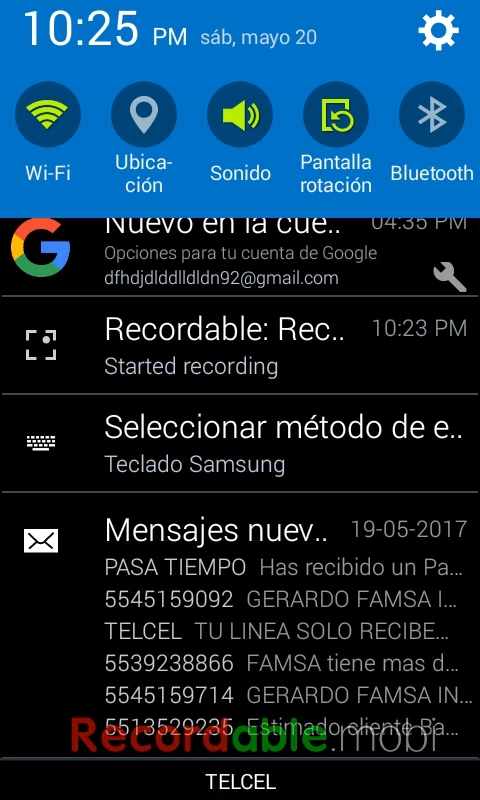 10:25 PM sáb, mayo 20
Wi-Fi
Ubica-
ción
Sonido
Pantalla
rotación
Bluetooth
Nuevo en la cue.. 04:35 PM
Opciones para tu cuenta de Google
dfhdjdlddlldldn92@gmail.com
Recordable: Rec.. 10:23 PM
Started recording
Seleccionar método de e..
Teclado Samsung
Mensajes nuev.. 19-05-2017
PASA TIEMPO Has recibido un Pa...
5545159092 GERARDO FAMSA I...
TELCEL TU LINEA SOLO RECIBE...
5539238866 FAMSA tiene mas d...
5545159714 GERARDO FAMSA IN...
5513529235 Estimado cliente Ba...
Recordable.mobi
TELCEL